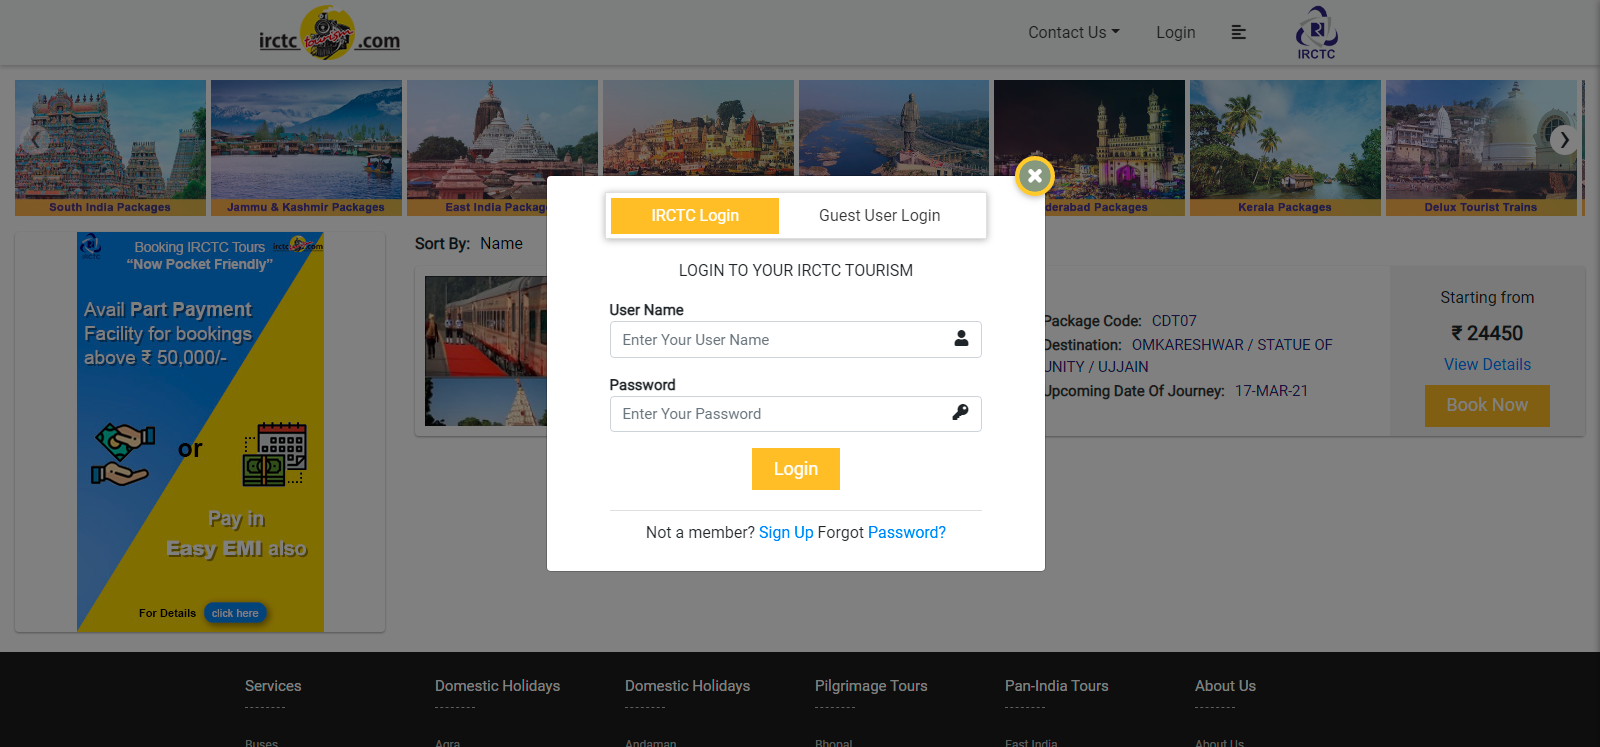 irctc tourism .com
Contact Us
Login
IRCTC
South India Packages
Jammu & Kashmir Packages
East India Packag
derabad Packages
Kerala Packages
Delux Tourist Trains
IRCTC Login
Guest User Login
LOGIN TO YOUR IRCTC TOURISM
User Name
Enter Your User Name
Password
Enter Your Password
Login
Not a member? Sign Up Forgot Password?
Booking IRCTC Tours
“Now Pocket Friendly”
IRCTC
Avail Part Payment
Facility for bookings
above ₹ 50,000/-
or
Pay in
Easy EMI also
For Details click here
Sort By: Name
Package Code: CDT07
Destination: OMKARESHWAR / STATUE OF
UNITY / UJJAIN
Upcoming Date Of Journey: 17-MAR-21
Starting from
₹ 24450
View Details
Book Now
Services
Domestic Holidays
Domestic Holidays
Pilgrimage Tours
Pan-India Tours
About Us
Buses
Agra
Andaman
Bhopal
East India
About Us